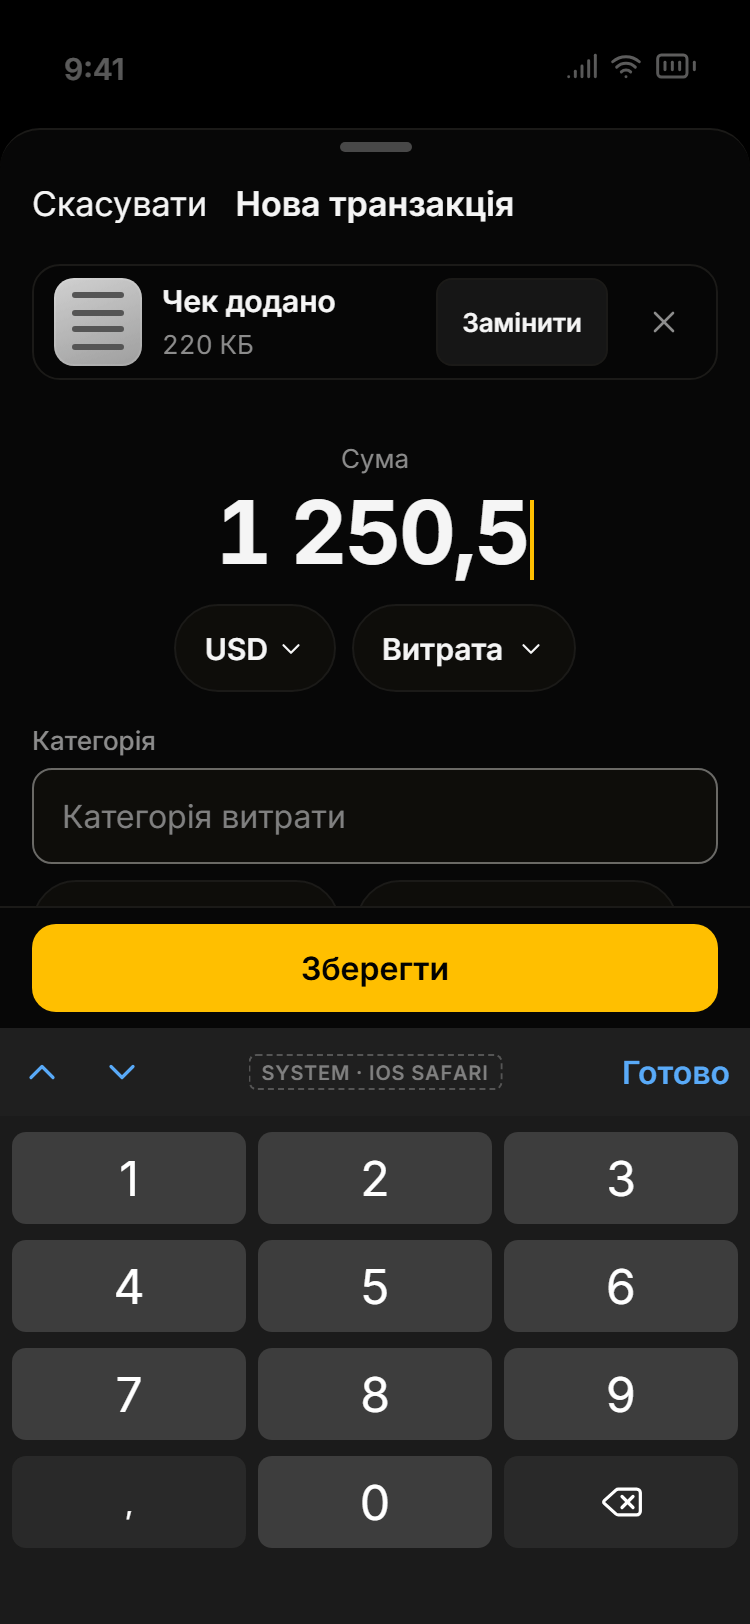 9:41
Скасувати Нова транзакція
Чек додано
220 КБ
Замінити
Сума
1 250,5
USD
Витрата
Категорія
Категорія витрати
Зберегти
SYSTEM · IOS SAFARI
Готово
1 2 3
4 5 6
7 8 9
, 0